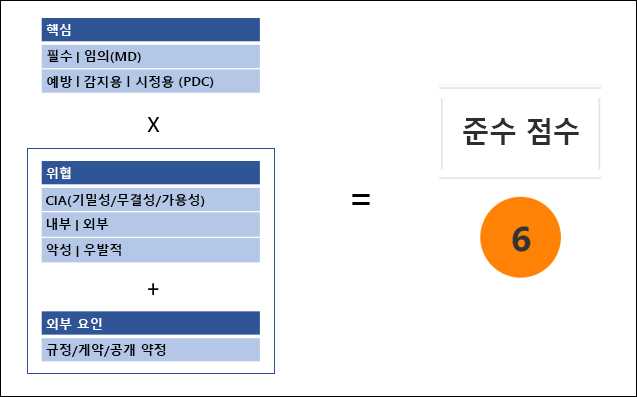 핵심
필수 | 임의(MD)
예방 | 감지용 | 시정용 (PDC)
X
위협
CIA(기밀성/무결성/가용성)
내부 | 외부
악성 | 우발적
+
외부 요인
규정/계약/공개 약정
=
준수 점수
6